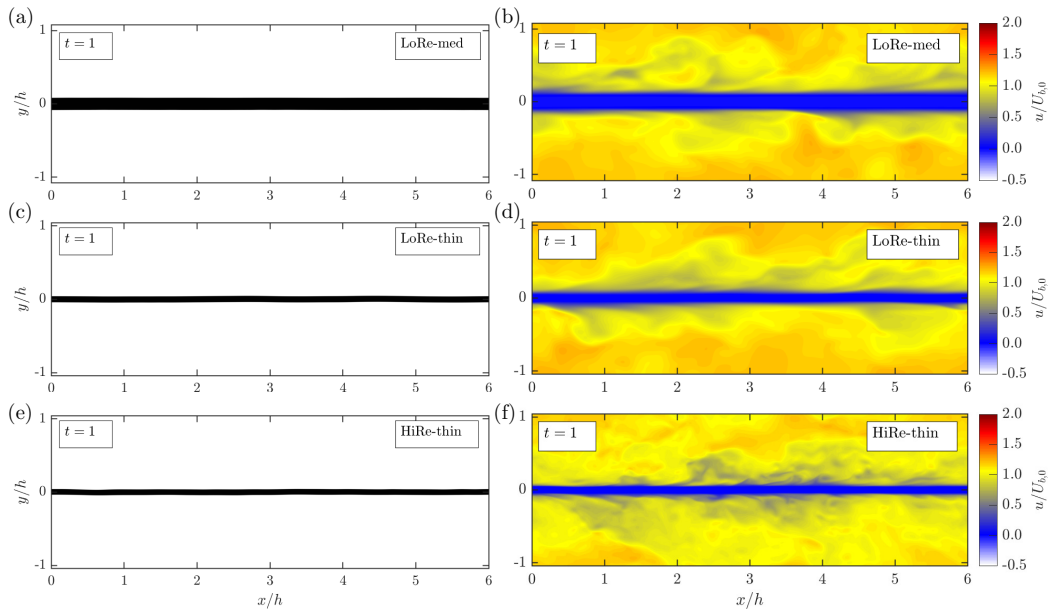 (a)
t = 1
LoRe-med
1
0
-1
y/h
0 1 2 3 4 5 6
(b)
t = 1
LoRe-med
1
0
-1
0 1 2 3 4 5 6
2.0
1.5
1.0
0.5
0.0
-0.5
u/U_{b,0}
(c)
t = 1
LoRe-thin
1
0
-1
y/h
0 1 2 3 4 5 6
(d)
t = 1
LoRe-thin
1
0
-1
0 1 2 3 4 5 6
2.0
1.5
1.0
0.5
0.0
-0.5
u/U_{b,0}
(e)
t = 1
HiRe-thin
1
0
-1
y/h
0 1 2 3 4 5 6
x/h
(f)
t = 1
HiRe-thin
1
0
-1
0 1 2 3 4 5 6
x/h
2.0
1.5
1.0
0.5
0.0
-0.5
u/U_{b,0}